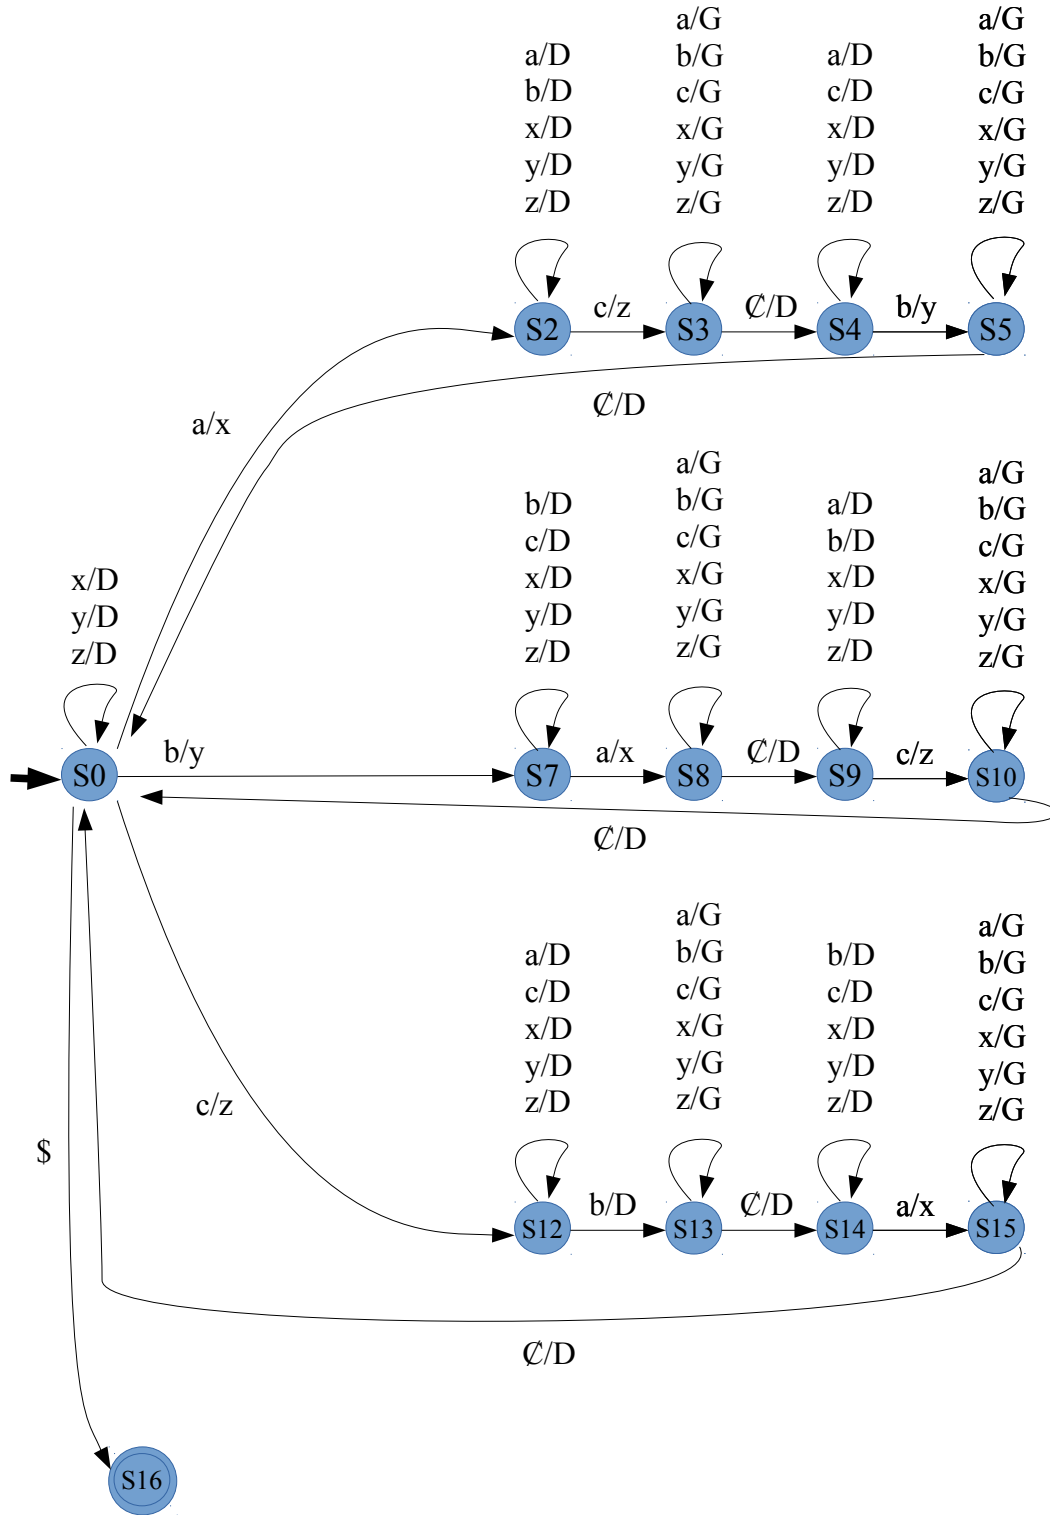 a/G
b/G
c/G
x/G
y/G
z/G
a/D
b/D
x/D
y/D
z/D
a/D
c/D
x/D
y/D
z/D
a/G
b/G
c/G
x/G
y/G
z/G
S2
c/z
S3
₡/D
S4
b/y
S5
₡/D
a/x
b/D
c/D
x/D
y/D
z/D
a/G
b/G
c/G
x/G
y/G
z/G
a/D
b/D
x/D
y/D
z/D
a/G
b/G
c/G
x/G
y/G
z/G
x/D
y/D
z/D
S0
b/y
S7
a/x
S8
₡/D
S9
c/z
S10
₡/D
a/D
c/D
x/D
y/D
z/D
a/G
b/G
c/G
x/G
y/G
z/G
b/D
c/D
x/D
y/D
z/D
a/G
b/G
c/G
x/G
y/G
z/G
c/z
$
S12
b/D
S13
₡/D
S14
a/x
S15
₡/D
S16